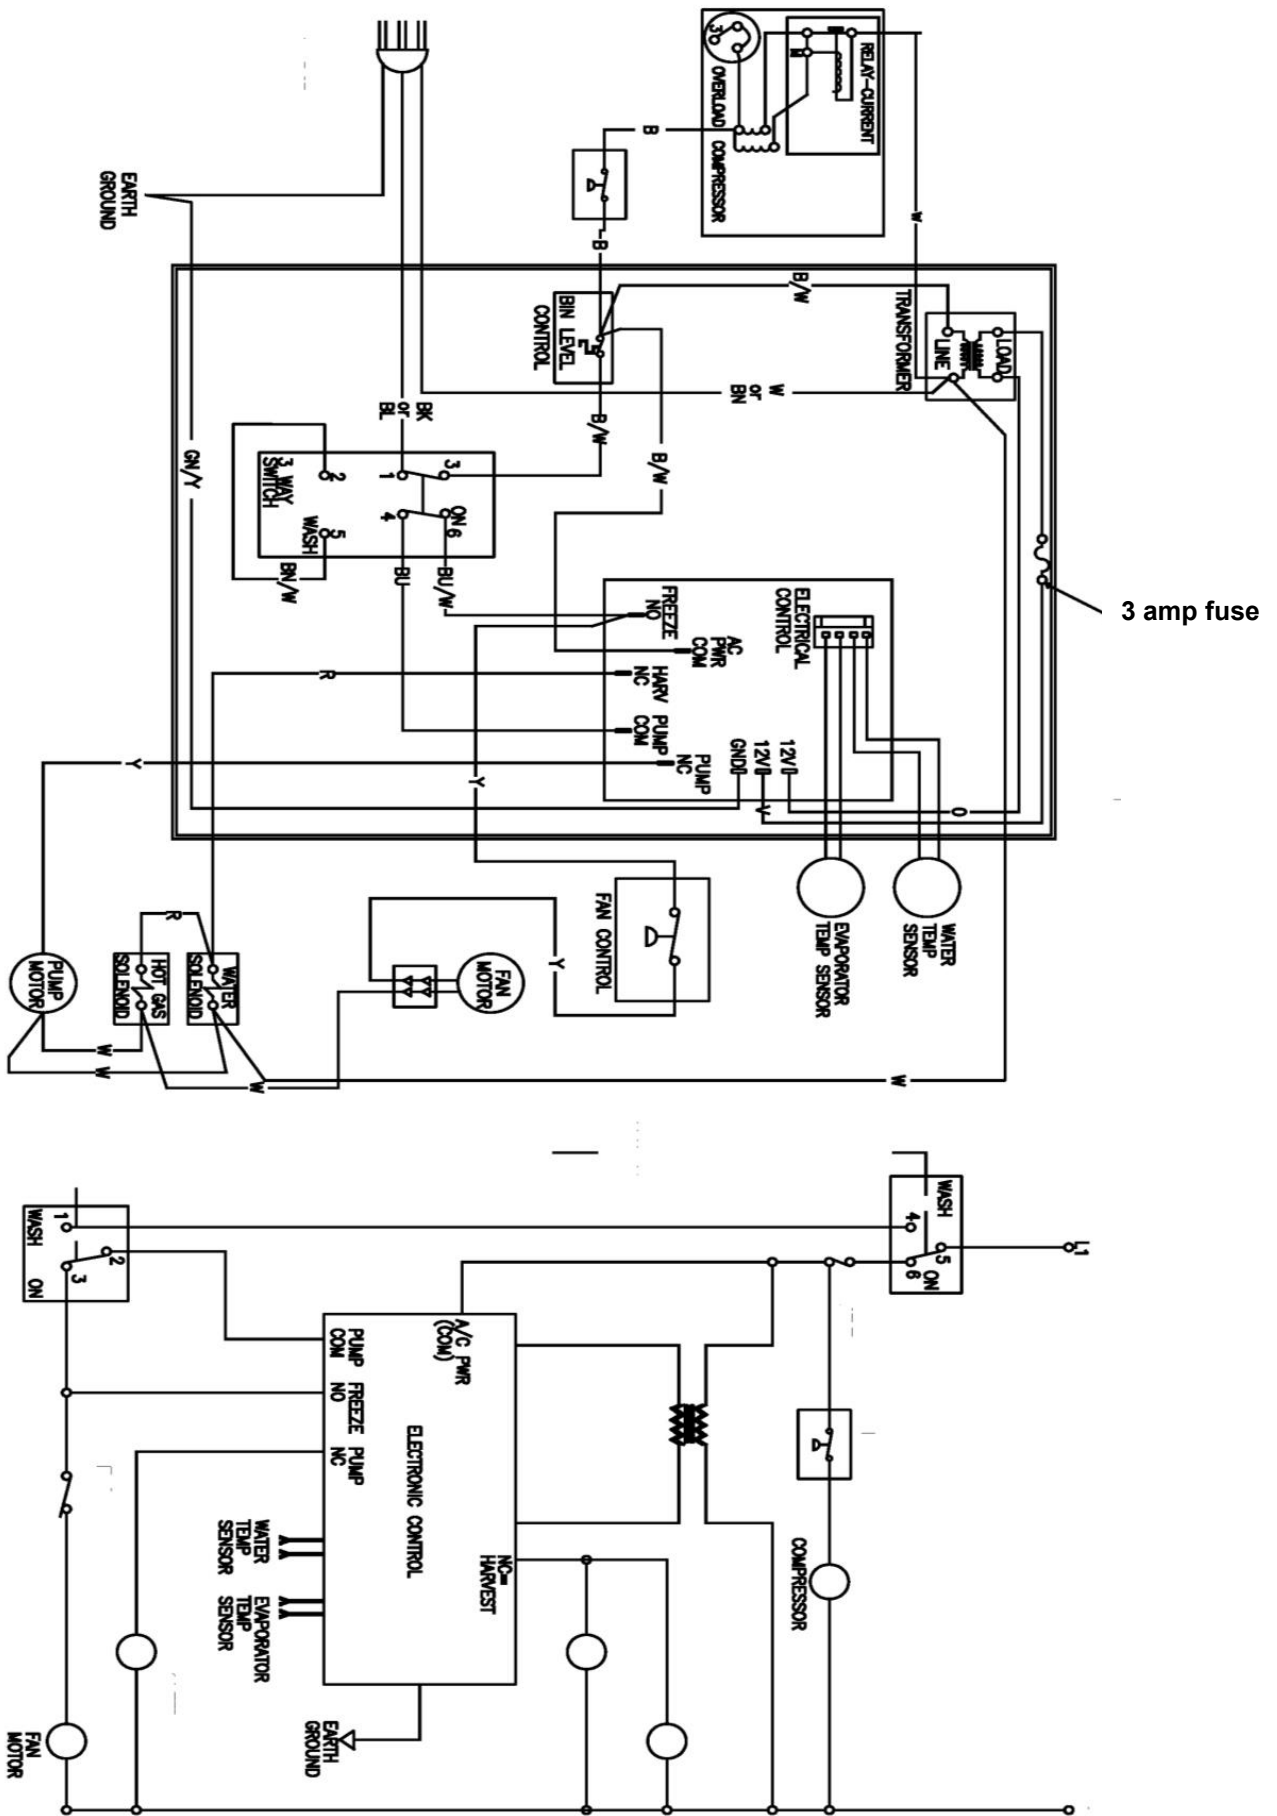 3
OVERLOAD
COMPRESSOR
RELAY-CURRENT
M
B
W
B
EARTH
GROUND
B/W
TRANSFORMER
LINE
LOAD
BIN LEVEL
CONTROL
W
or
BN
BK
or
BL
B/W
B/W
GN/Y
3 WAY
SWITCH
2
1
3
4
ON
6
WASH
5
BN/W
BU
BU/W
3 amp fuse
FREEZE
NO
AC
PWR
COM
ELECTRICAL
CONTROL
HARV
NC
PUMP
COM
PUMP
NC
GND
12V
12V
R
Y
Y
V
O
FAN CONTROL
EVAPORATOR
TEMP SENSOR
WATER
TEMP
SENSOR
R
PUMP
MOTOR
HOT GAS
SOLENOID
WATER
SOLENOID
FAN
MOTOR
Y
W
W
W
W
WASH
4
5
6
ON
L1
WASH
1
2
3
ON
A/C PWR
(COM)
PUMP
COM
FREEZE
NO
PUMP
NC
ELECTRONIC CONTROL
NC
HARVEST
WATER
TEMP
SENSOR
EVAPORATOR
TEMP
SENSOR
COMPRESSOR
EARTH
GROUND
FAN
MOTOR